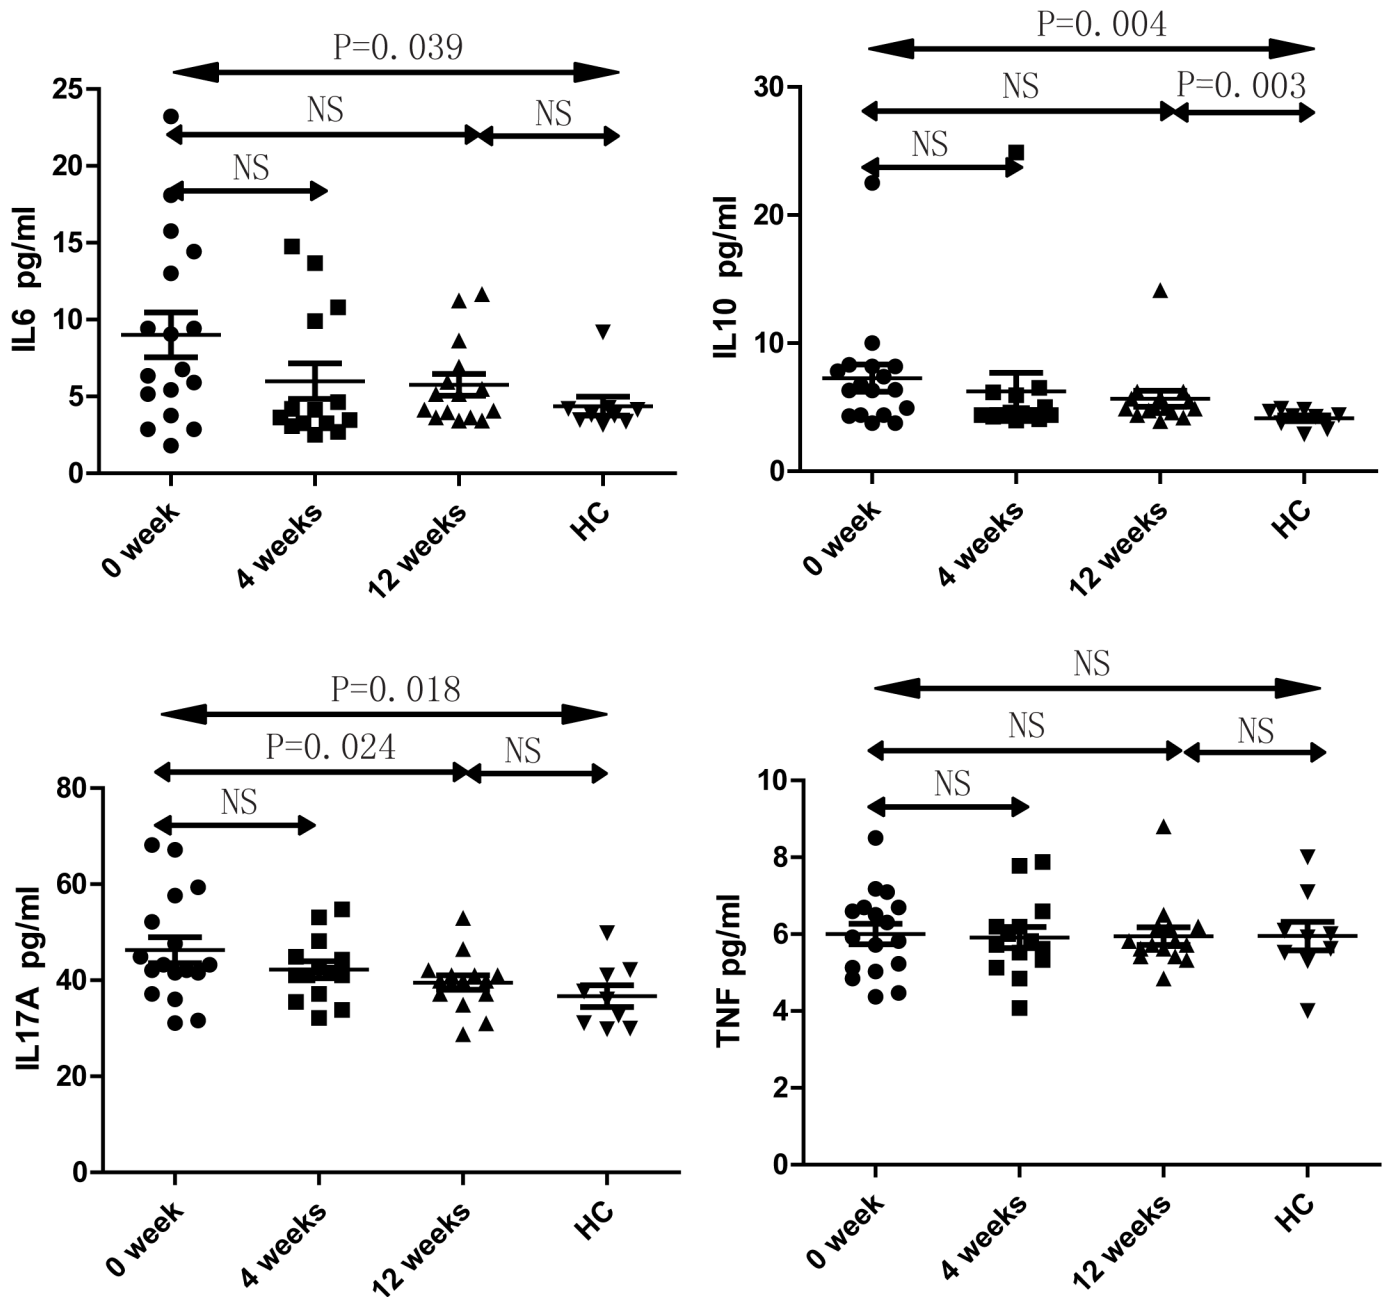 P=0.039
NS
NS
NS
IL6 pg/ml
25
20
15
10
5
0
0 week
4 weeks
12 weeks
HC
P=0.004
NS
P=0.003
NS
IL10 pg/ml
30
20
10
0
0 week
4 weeks
12 weeks
HC
P=0.018
P=0.024
NS
NS
IL17A pg/ml
80
60
40
20
0
0 week
4 weeks
12 weeks
HC
NS
NS
NS
NS
TNF pg/ml
10
8
6
4
2
0
0 week
4 weeks
12 weeks
HC